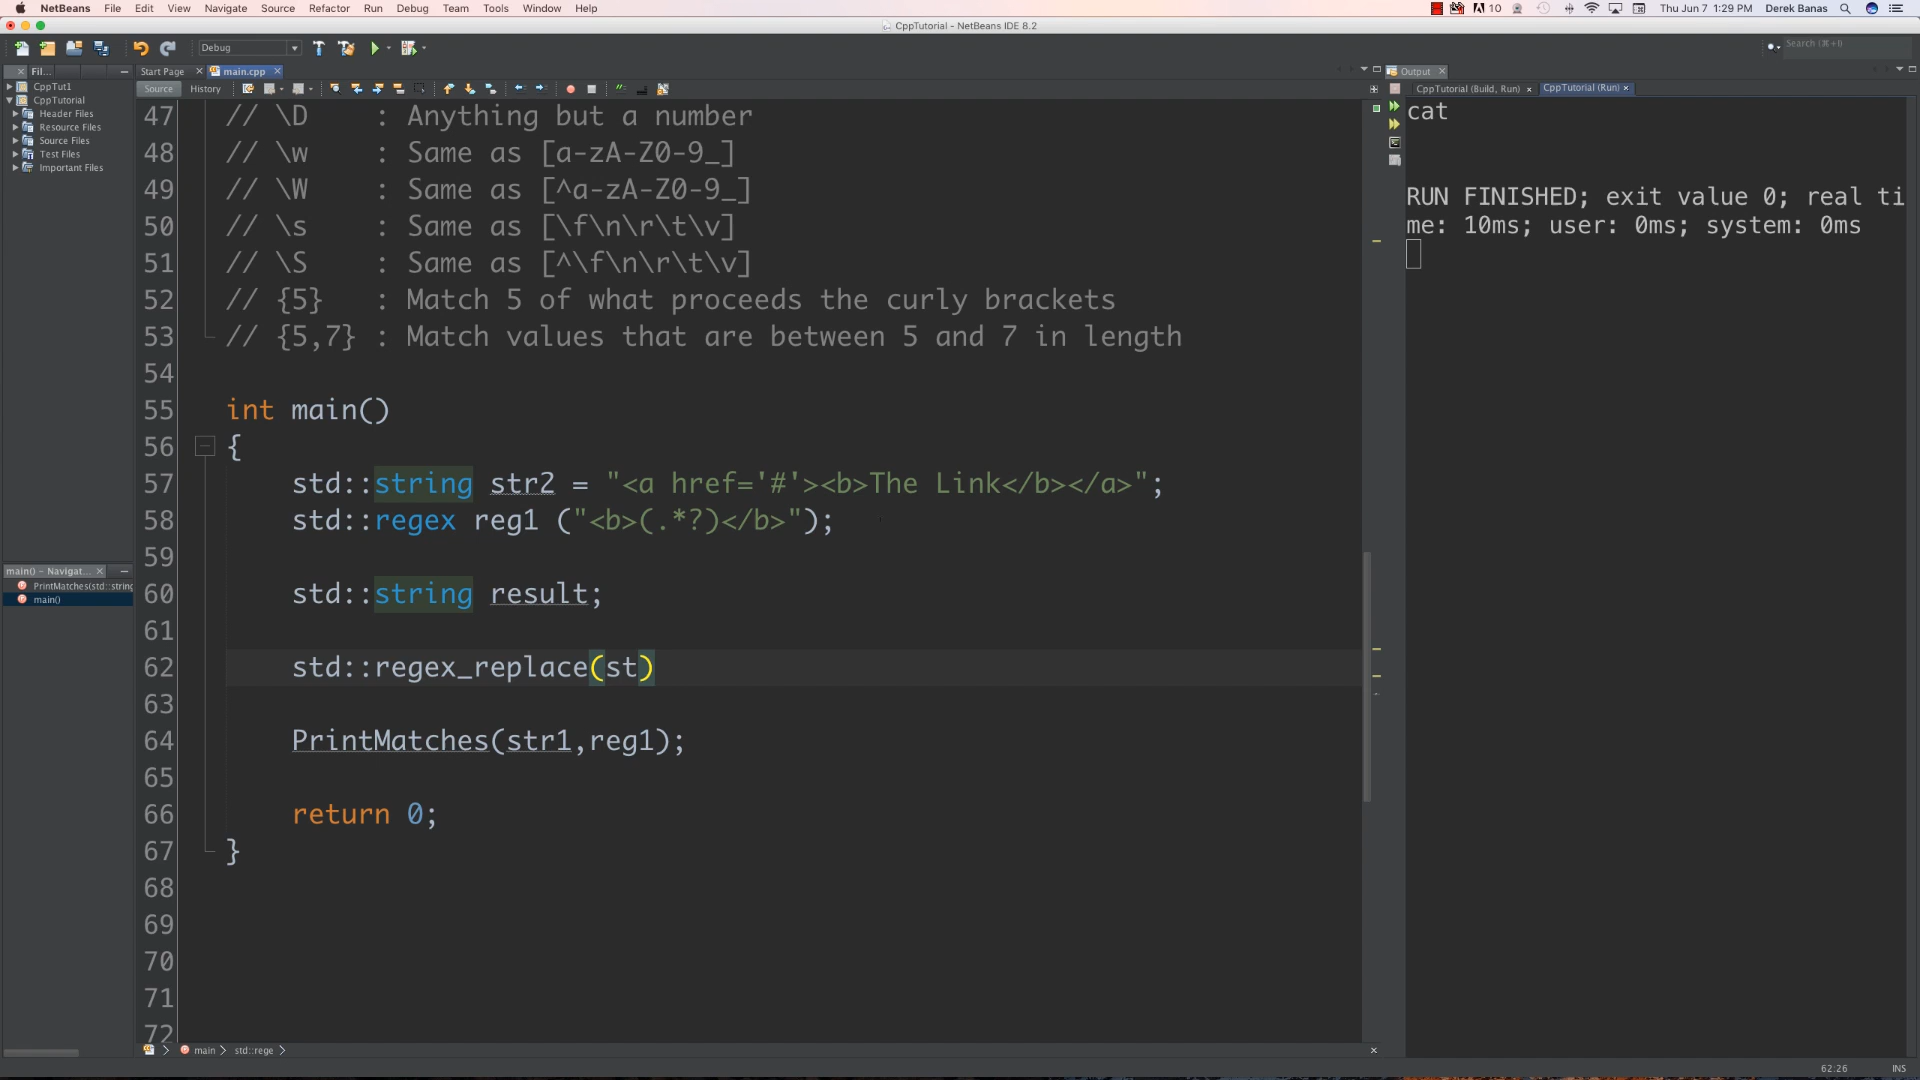 NetBeans File Edit View Navigate Source Refactor Run Debug Team Tools Window Help 10 Thu Jun 7 1:29 PM Derek Banas
CppTutorial - NetBeans IDE 8.2
Debug Search (⌘+I)
Fil... Start Page main.cpp Output
Source History CppTutorial (Build, Run) CppTutorial (Run)
CppTut1
CppTutorial
Header Files
Resource Files
Source Files
Test Files
Important Files
main() - Navigat...
PrintMatches(std::string
main()
47 // \D : Anything but a number
48 // \w : Same as [a-zA-Z0-9_]
49 // \W : Same as [^a-zA-Z0-9_]
50 // \s : Same as [\f\n\r\t\v]
51 // \S : Same as [^\f\n\r\t\v]
52 // {5} : Match 5 of what proceeds the curly brackets
53 // {5,7} : Match values that are between 5 and 7 in length
54
55 int main()
56 {
57 std::string str2 = "<a href='#'><b>The Link</b></a>";
58 std::regex reg1 ("<b>(.*?)</b>");
59
60 std::string result;
61
62 std::regex_replace(st)
63
64 PrintMatches(str1,reg1);
65
66 return 0;
67 }
68
69
70
71
72
cat
RUN FINISHED; exit value 0; real ti
me: 10ms; user: 0ms; system: 0ms
main std::rege
62:26 INS